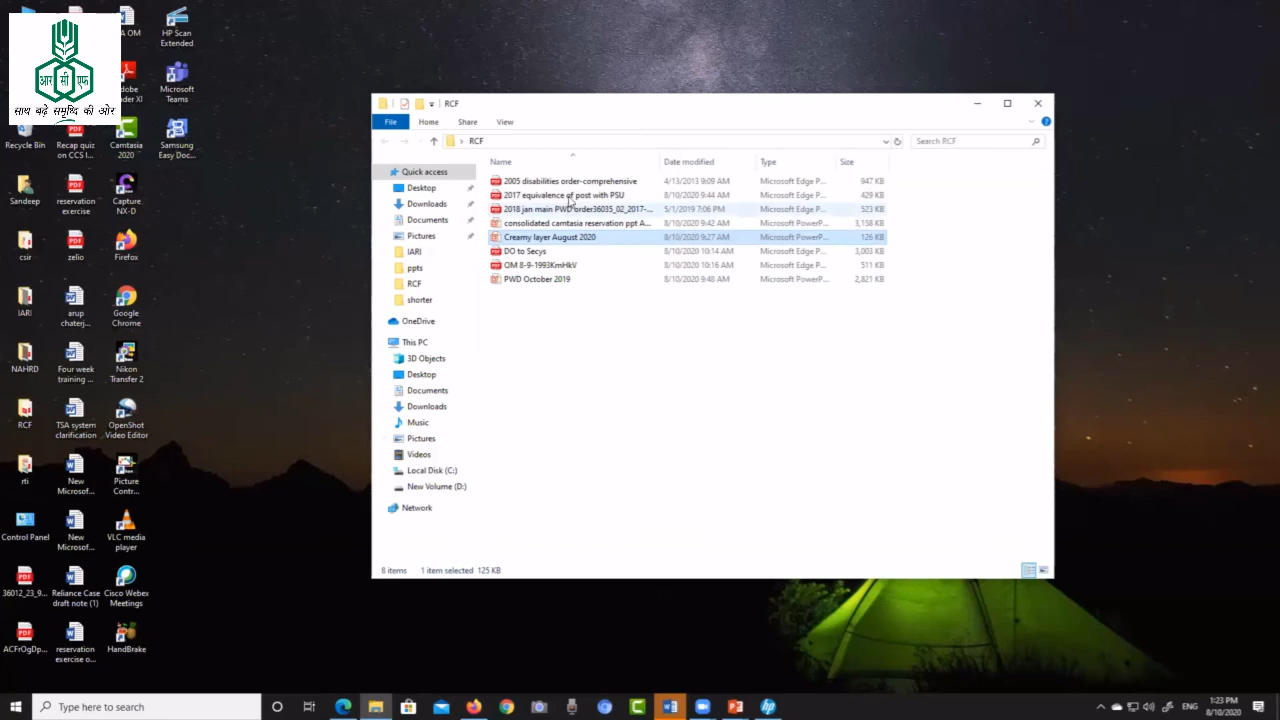 आर सी एफ
साथ बढ़े समृध्दि की ओर
OM
HP Scan
Extended
Microsoft
Teams
Recycle Bin
Recap quiz
on CCS l...
Camtasia
2020
Samsung
Easy Doc...
Sandeep
reservation
exercise
Capture
NX-D
csir
zelio
Firefox
IARI
arup
chaterj...
Google
Chrome
NAHRD
Four week
training ...
Nikon
Transfer 2
RCF
TSA system
clarification
OpenShot
Video Editor
rti
New
Microsof...
Picture
Contr...
Control Panel
New
Microsof...
VLC media
player
36012_23_9...
Reliance Case
draft note (1)
Cisco Webex
Meetings
ACFrOgDp...
reservation
exercise o...
HandBrake
RCF
File
Home
Share
View
RCF
Search RCF
Quick access
Desktop
Downloads
Documents
Pictures
IARI
ppts
RCF
shorter
OneDrive
This PC
3D Objects
Desktop
Documents
Downloads
Music
Pictures
Videos
Local Disk (C:)
New Volume (D:)
Network
Name Date modified Type Size
2005 disabilities order-comprehensive 4/13/2013 9:09 AM Microsoft Edge P... 947 KB
2017 equivalence of post with PSU 8/10/2020 9:44 AM Microsoft Edge P... 429 KB
2018 jan main PWD order36035_02_2017-... 5/1/2019 7:06 PM Microsoft Edge P... 523 KB
consolidated camtasia reservation ppt A... 8/10/2020 9:42 AM Microsoft PowerP... 3,158 KB
Creamy layer August 2020 8/10/2020 9:27 AM Microsoft PowerP... 126 KB
DO to Secys 8/10/2020 10:14 AM Microsoft Edge P... 3,003 KB
OM 8-9-1993KmHkV 8/10/2020 10:16 AM Microsoft Edge P... 511 KB
PWD October 2019 8/10/2020 9:48 AM Microsoft PowerP... 2,821 KB
8 items 1 item selected 125 KB
Type here to search
ENG
1:23 PM
8/10/2020